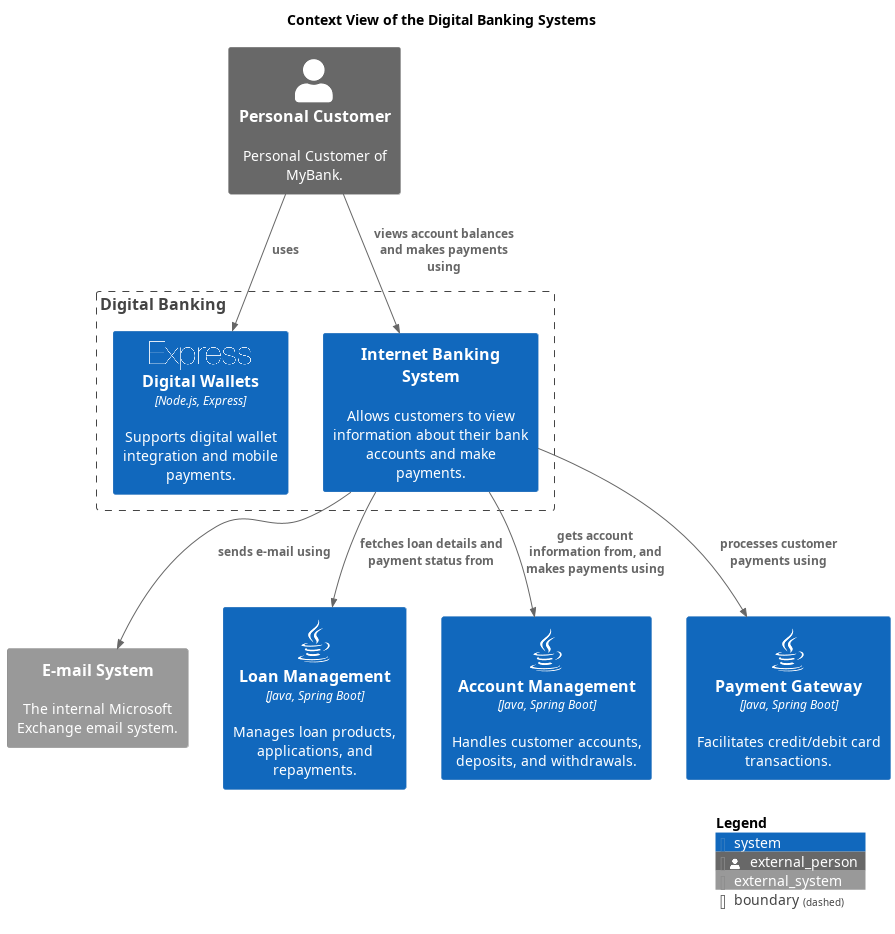 Context View of the Digital Banking Systems
Personal Customer
Personal Customer of
MyBank.
uses
views account balances
and makes payments
using
Digital Banking
Express
Digital Wallets
[Node.js, Express]
Supports digital wallet
integration and mobile
payments.
Internet Banking
System
Allows customers to view
information about their bank
accounts and make
payments.
sends e-mail using
fetches loan details and
payment status from
gets account
information from, and
makes payments using
processes customer
payments using
E-mail System
The internal Microsoft
Exchange email system.
Loan Management
[Java, Spring Boot]
Manages loan products,
applications, and
repayments.
Account Management
[Java, Spring Boot]
Handles customer accounts,
deposits, and withdrawals.
Payment Gateway
[Java, Spring Boot]
Facilitates credit/debit card
transactions.
Legend
system
external_person
external_system
boundary (dashed)